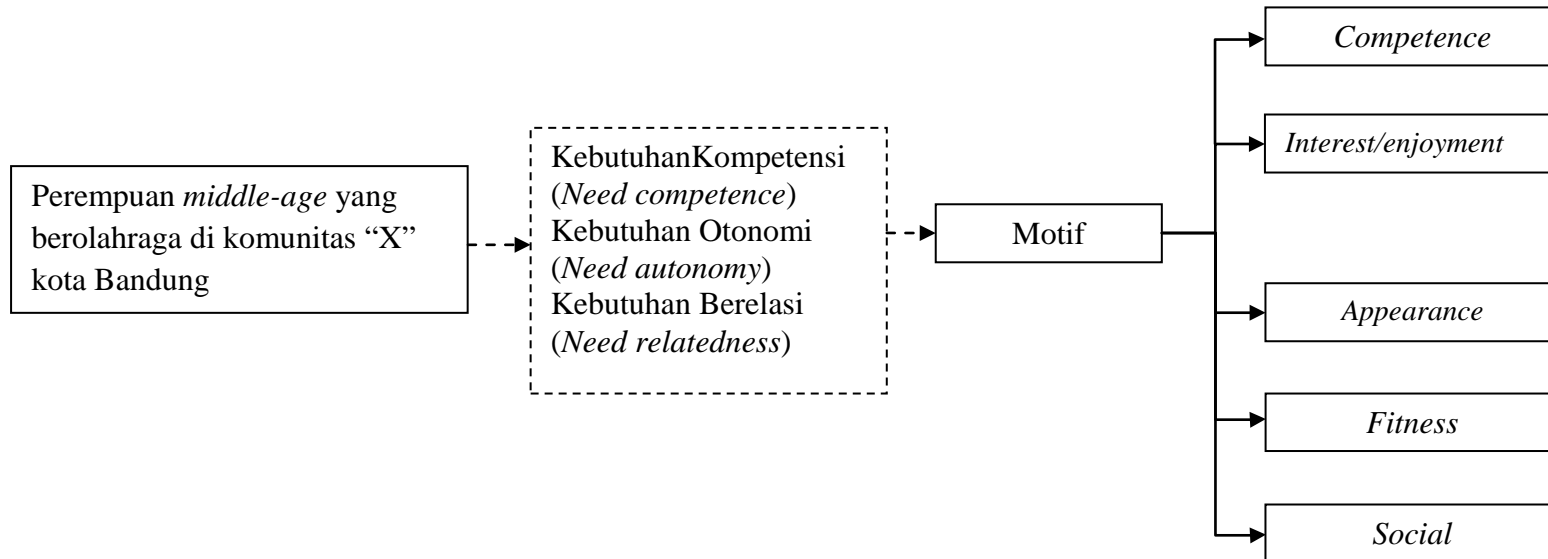 Perempuan middle-age yang
berolahraga di komunitas “X”
kota Bandung
KebutuhanKompetensi
(Need competence)
Kebutuhan Otonomi
(Need autonomy)
Kebutuhan Berelasi
(Need relatedness)
Motif
Competence
Interest/enjoyment
Appearance
Fitness
Social